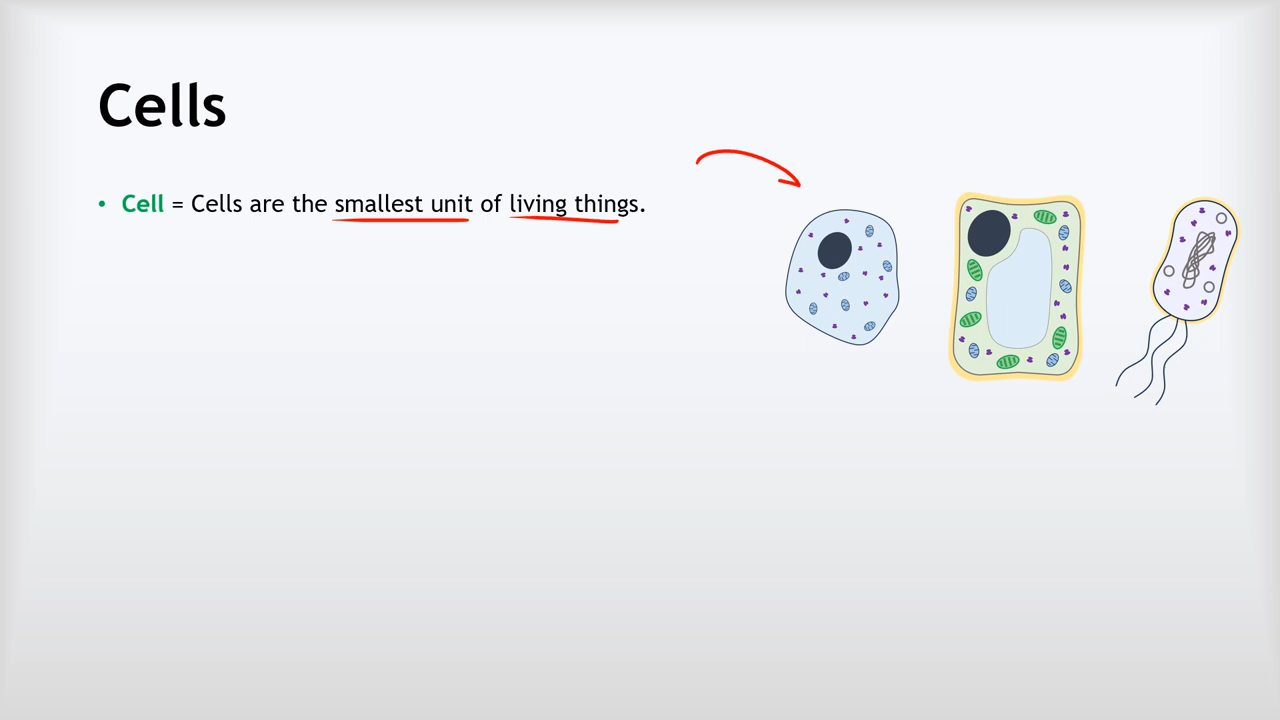 Cells
• Cell = Cells are the smallest unit of living things.